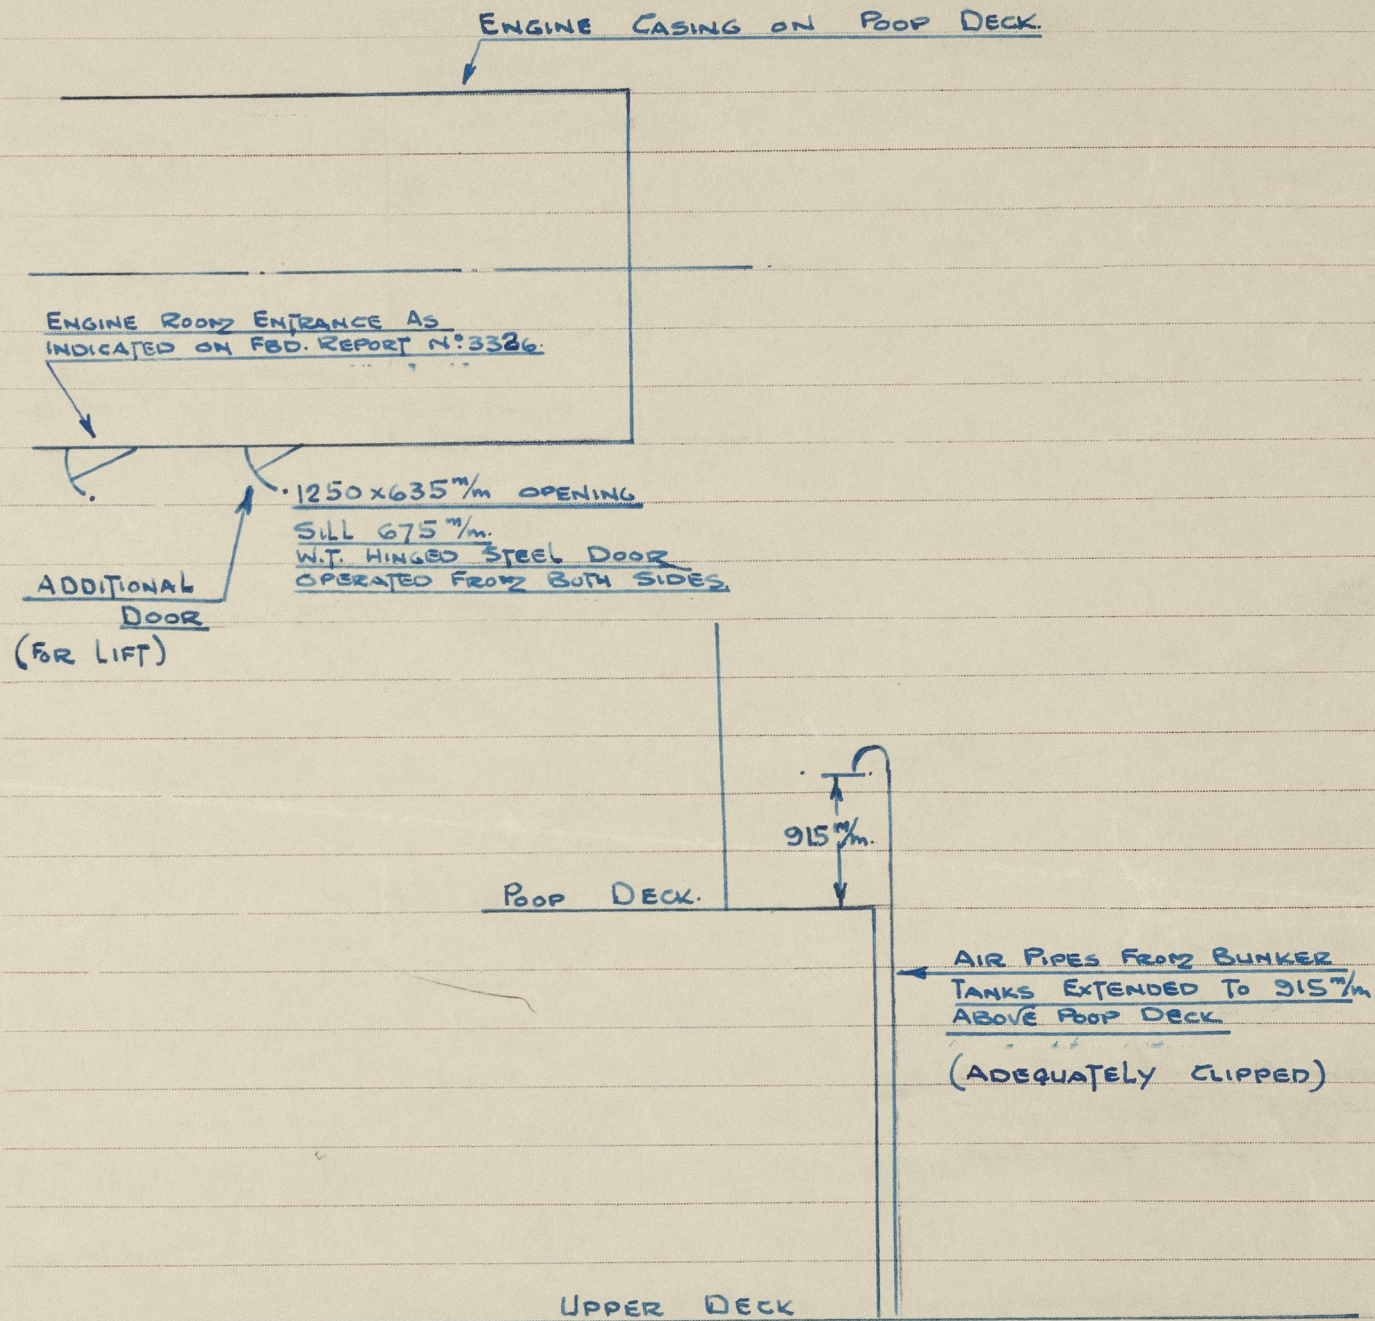 ENGINE CASING ON POOP DECK.
ENGINE ROOM ENTRANCE AS
INDICATED ON FBD. REPORT Nº 3326.
1250 x 635 m/m OPENING
SILL 675 m/m.
W.T. HINGED STEEL DOOR
OPERATED FROM BOTH SIDES.
ADDITIONAL
DOOR
(FOR LIFT)
915 m/m.
POOP DECK.
AIR PIPES FROM BUNKER
TANKS EXTENDED TO 915 m/m
ABOVE POOP DECK
(ADEQUATELY CLIPPED)
UPPER DECK